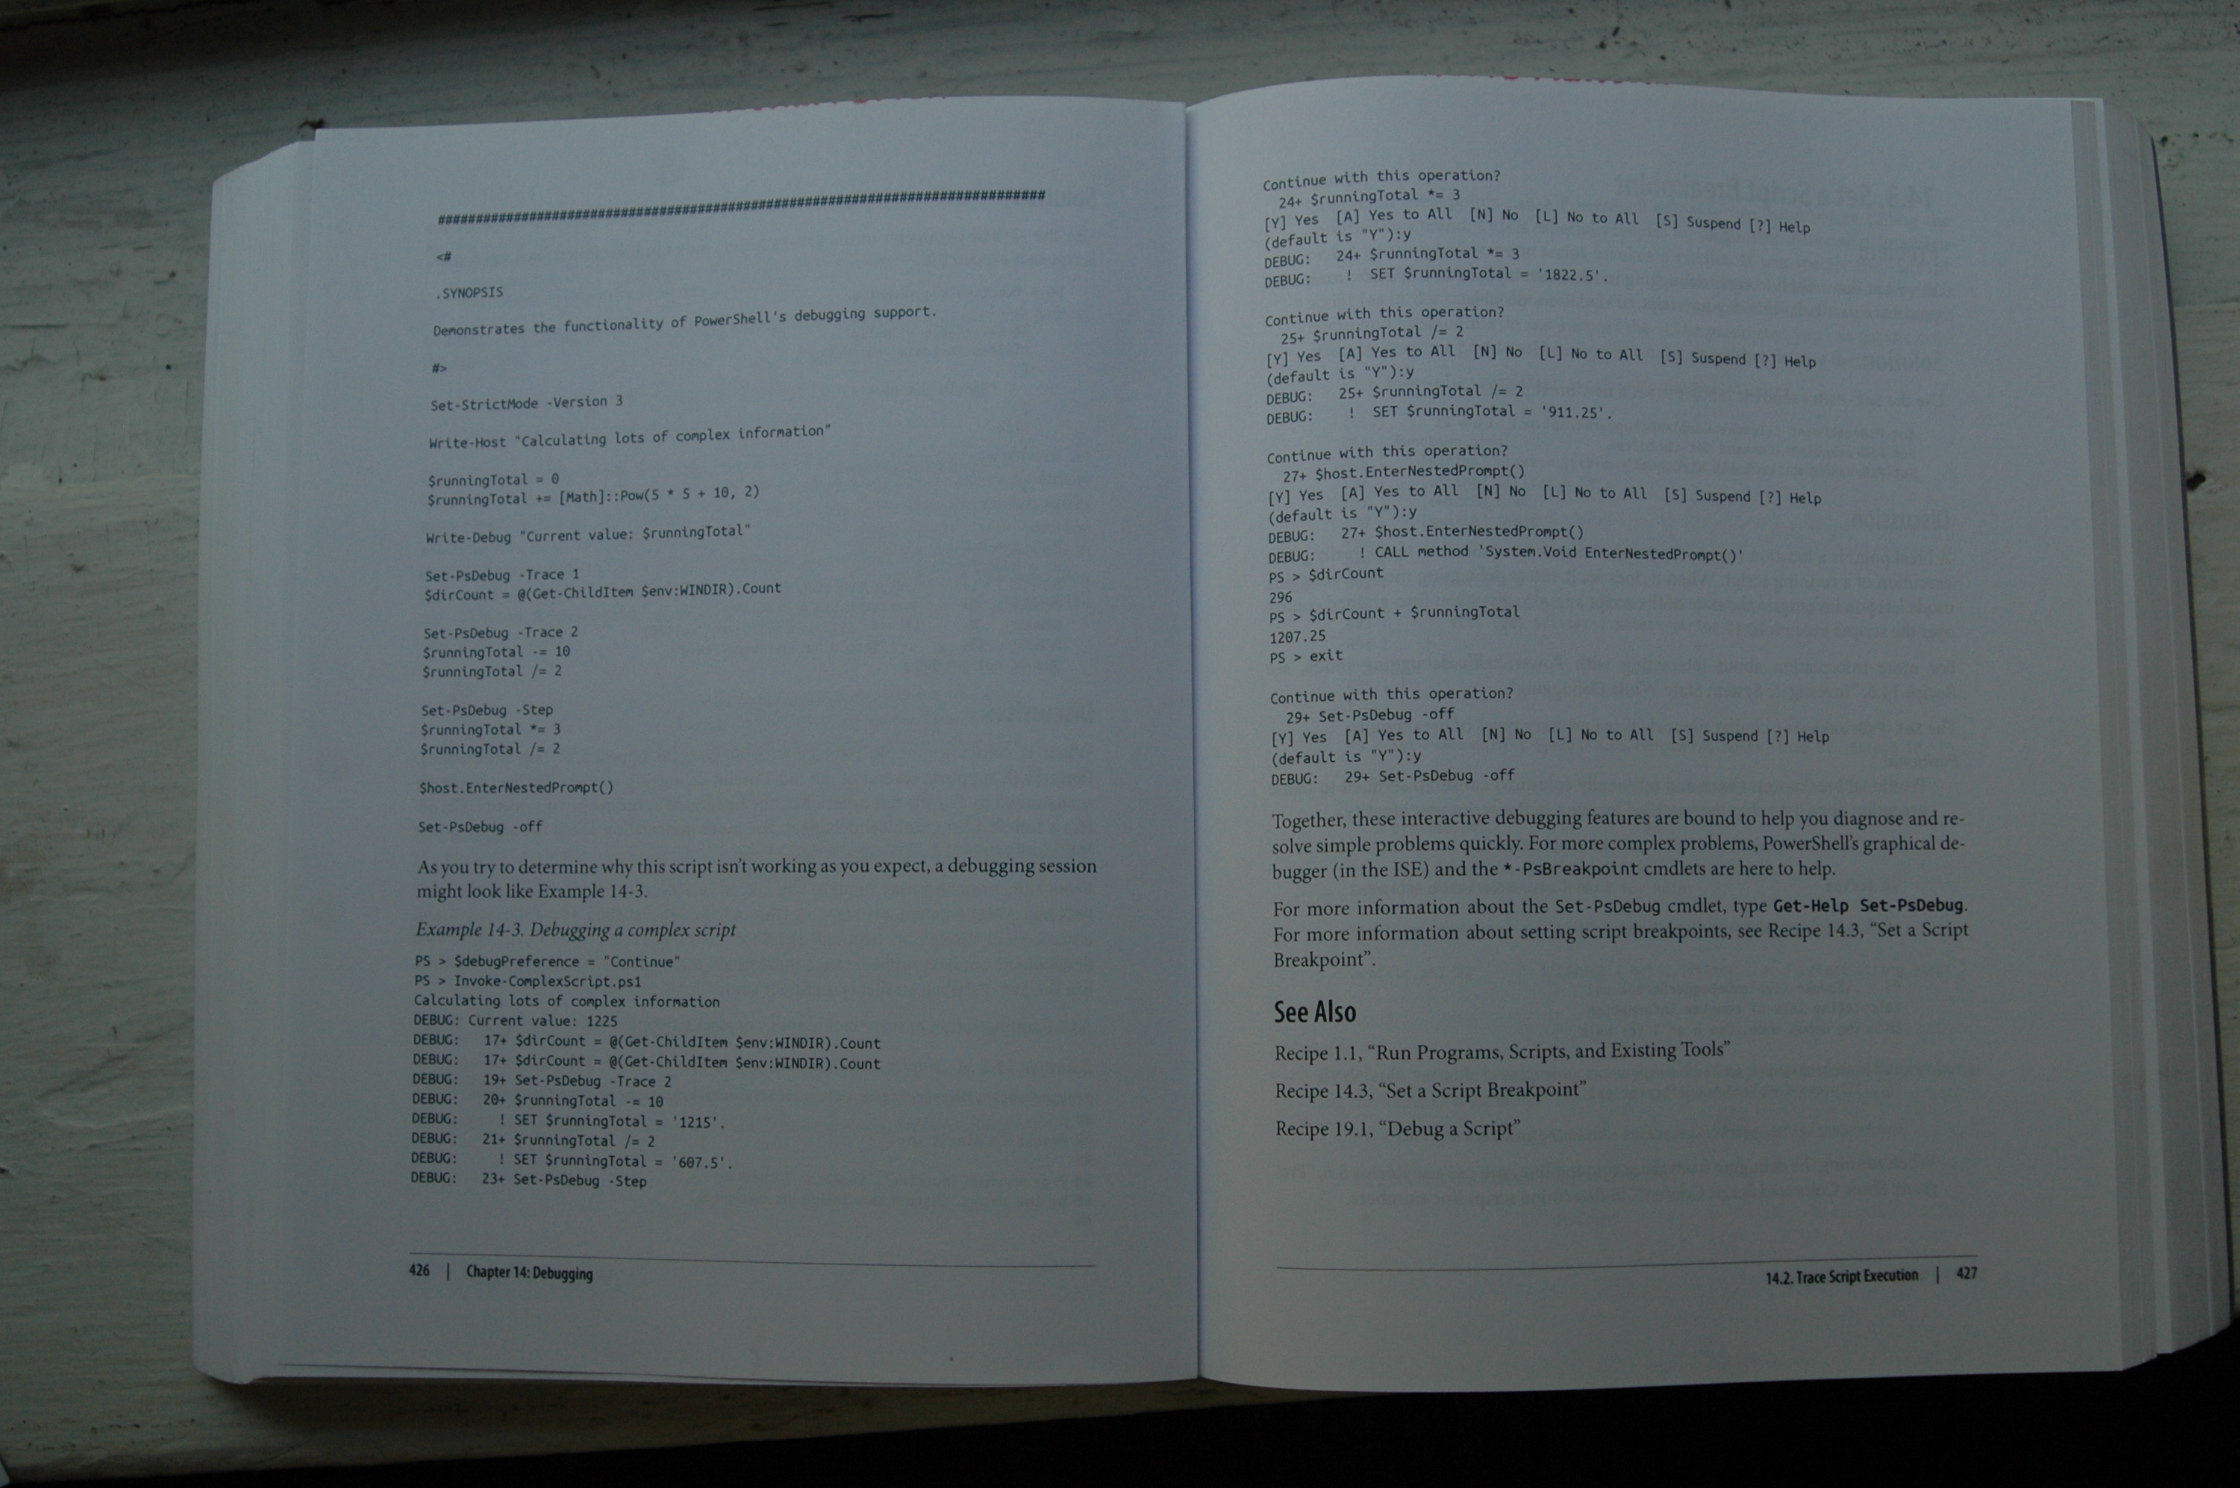 ################################################################################
<#
.SYNOPSIS
Demonstrates the functionality of PowerShell's debugging support.
#>
Set-StrictMode -Version 3
Write-Host "Calculating lots of complex information"
$runningTotal = 0
$runningTotal += [Math]::Pow(5 * 5 + 10, 2)
Write-Debug "Current value: $runningTotal"
Set-PsDebug -Trace 1
$dirCount = @(Get-ChildItem $env:WINDIR).Count
Set-PsDebug -Trace 2
$runningTotal -= 10
$runningTotal /= 2
Set-PsDebug -Step
$runningTotal *= 3
$runningTotal /= 2
$host.EnterNestedPrompt()
Set-PsDebug -off
As you try to determine why this script isn't working as you expect, a debugging session
might look like Example 14-3.
Example 14-3. Debugging a complex script
PS > $debugPreference = "Continue"
PS > Invoke-ComplexScript.ps1
Calculating lots of complex information
DEBUG: Current value: 1225
DEBUG:   17+ $dirCount = @(Get-ChildItem $env:WINDIR).Count
DEBUG:   17+ $dirCount = @(Get-ChildItem $env:WINDIR).Count
DEBUG:   19+ Set-PsDebug -Trace 2
DEBUG:   20+ $runningTotal -= 10
DEBUG:     ! SET $runningTotal = '1215'.
DEBUG:   21+ $runningTotal /= 2
DEBUG:     ! SET $runningTotal = '607.5'.
DEBUG:   23+ Set-PsDebug -Step
426 | Chapter 14: Debugging
Continue with this operation?
  24+ $runningTotal *= 3
[Y] Yes  [A] Yes to All  [N] No  [L] No to All  [S] Suspend [?] Help
(default is "Y"):y
DEBUG:   24+ $runningTotal *= 3
DEBUG:     !  SET $runningTotal = '1822.5'.
Continue with this operation?
  25+ $runningTotal /= 2
[Y] Yes  [A] Yes to All  [N] No  [L] No to All  [S] Suspend [?] Help
(default is "Y"):y
DEBUG:   25+ $runningTotal /= 2
DEBUG:     !  SET $runningTotal = '911.25'.
Continue with this operation?
  27+ $host.EnterNestedPrompt()
[Y] Yes  [A] Yes to All  [N] No  [L] No to All  [S] Suspend [?] Help
(default is "Y"):y
DEBUG:   27+ $host.EnterNestedPrompt()
DEBUG:     ! CALL method 'System.Void EnterNestedPrompt()'
PS > $dirCount
296
PS > $dirCount + $runningTotal
1207.25
PS > exit
Continue with this operation?
  29+ Set-PsDebug -off
[Y] Yes  [A] Yes to All  [N] No  [L] No to All  [S] Suspend [?] Help
(default is "Y"):y
DEBUG:   29+ Set-PsDebug -off
Together, these interactive debugging features are bound to help you diagnose and re-
solve simple problems quickly. For more complex problems, PowerShell's graphical de-
bugger (in the ISE) and the *-PsBreakpoint cmdlets are here to help.
For more information about the Set-PsDebug cmdlet, type Get-Help Set-PsDebug.
For more information about setting script breakpoints, see Recipe 14.3, “Set a Script
Breakpoint”.
See Also
Recipe 1.1, “Run Programs, Scripts, and Existing Tools”
Recipe 14.3, “Set a Script Breakpoint”
Recipe 19.1, “Debug a Script”
14.2. Trace Script Execution | 427